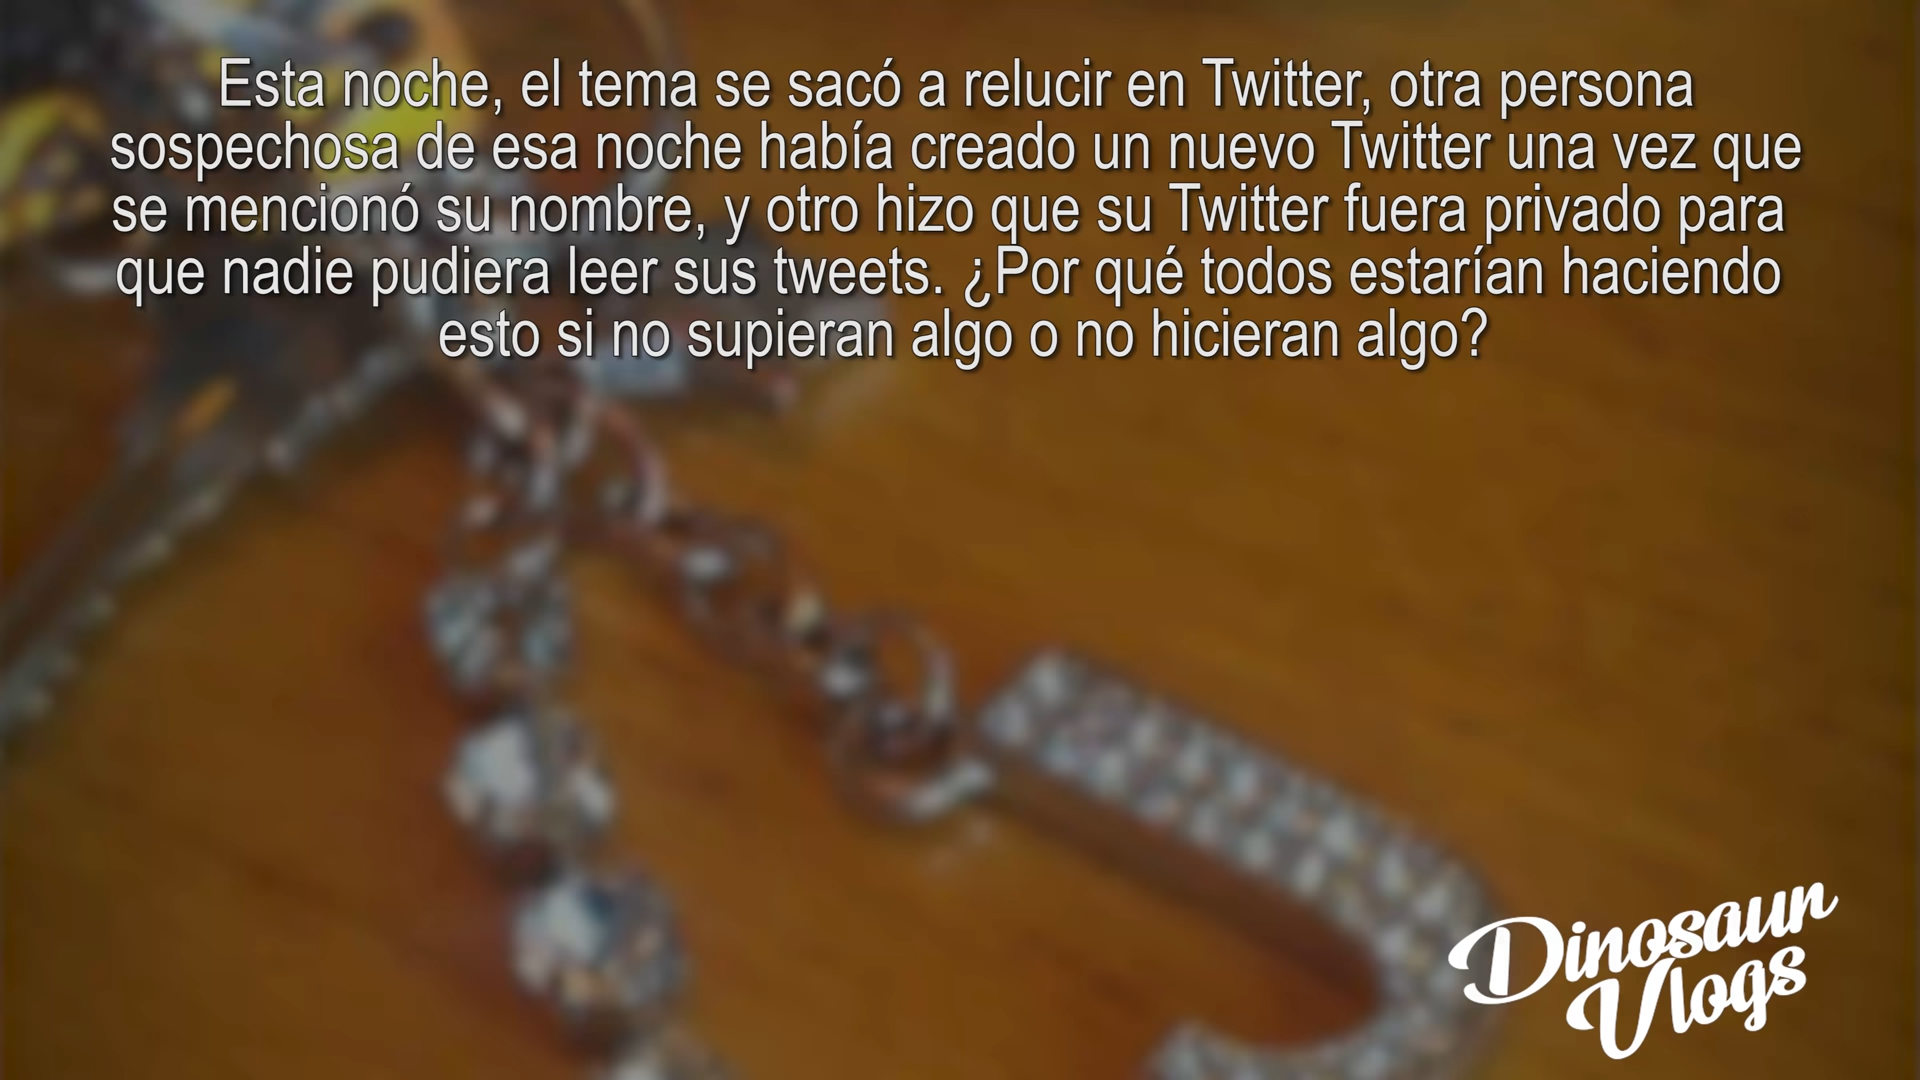 Esta noche, el tema se sacó a relucir en Twitter, otra persona
sospechosa de esa noche había creado un nuevo Twitter una vez que
se mencionó su nombre, y otro hizo que su Twitter fuera privado para
que nadie pudiera leer sus tweets. ¿Por qué todos estarían haciendo
esto si no supieran algo o no hicieran algo?
Dinosaur
Vlogs